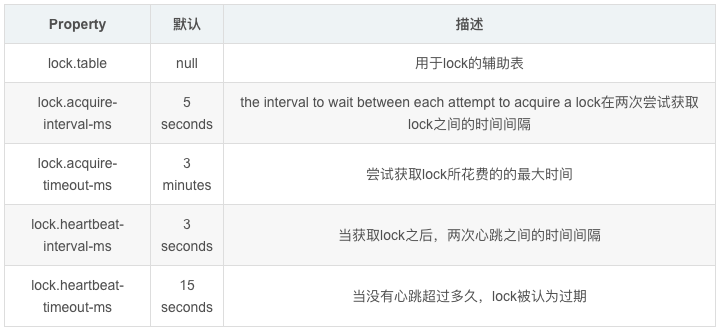 Property 默认 描述
lock.table null 用于lock的辅助表
lock.acquire-
interval-ms
5
seconds
the interval to wait between each attempt to acquire a lock在两次尝试获取
lock之间的时间间隔
lock.acquire-
timeout-ms
3
minutes
尝试获取lock所花费的的最大时间
lock.heartbeat-
interval-ms
3
seconds
当获取lock之后，两次心跳之间的时间间隔
lock.heartbeat-
timeout-ms
15
seconds
当没有心跳超过多久，lock被认为过期